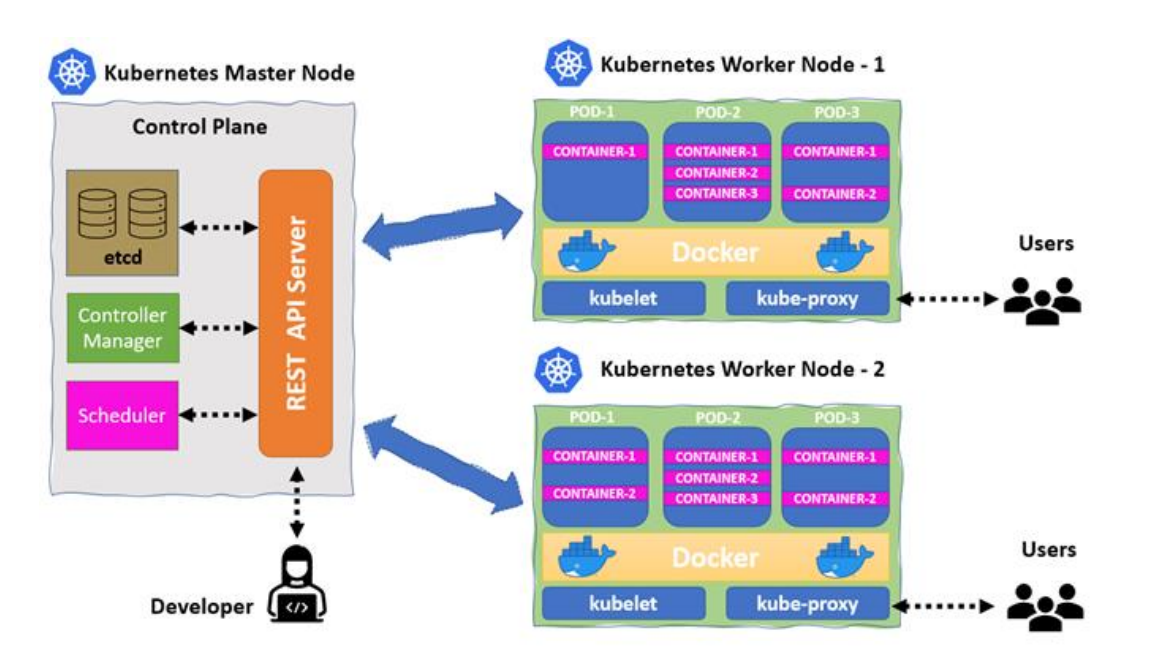 Kubernetes Master Node
Control Plane
etcd
Controller
Manager
Scheduler
REST API Server
Developer
Kubernetes Worker Node - 1
POD-1
POD-2
POD-3
CONTAINER-1
CONTAINER-1
CONTAINER-2
CONTAINER-3
CONTAINER-1
CONTAINER-2
Docker
kubelet
kube-proxy
Users
Kubernetes Worker Node - 2
POD-1
POD-2
POD-3
CONTAINER-1
CONTAINER-2
CONTAINER-1
CONTAINER-2
CONTAINER-3
CONTAINER-1
CONTAINER-2
Docker
kubelet
kube-proxy
Users